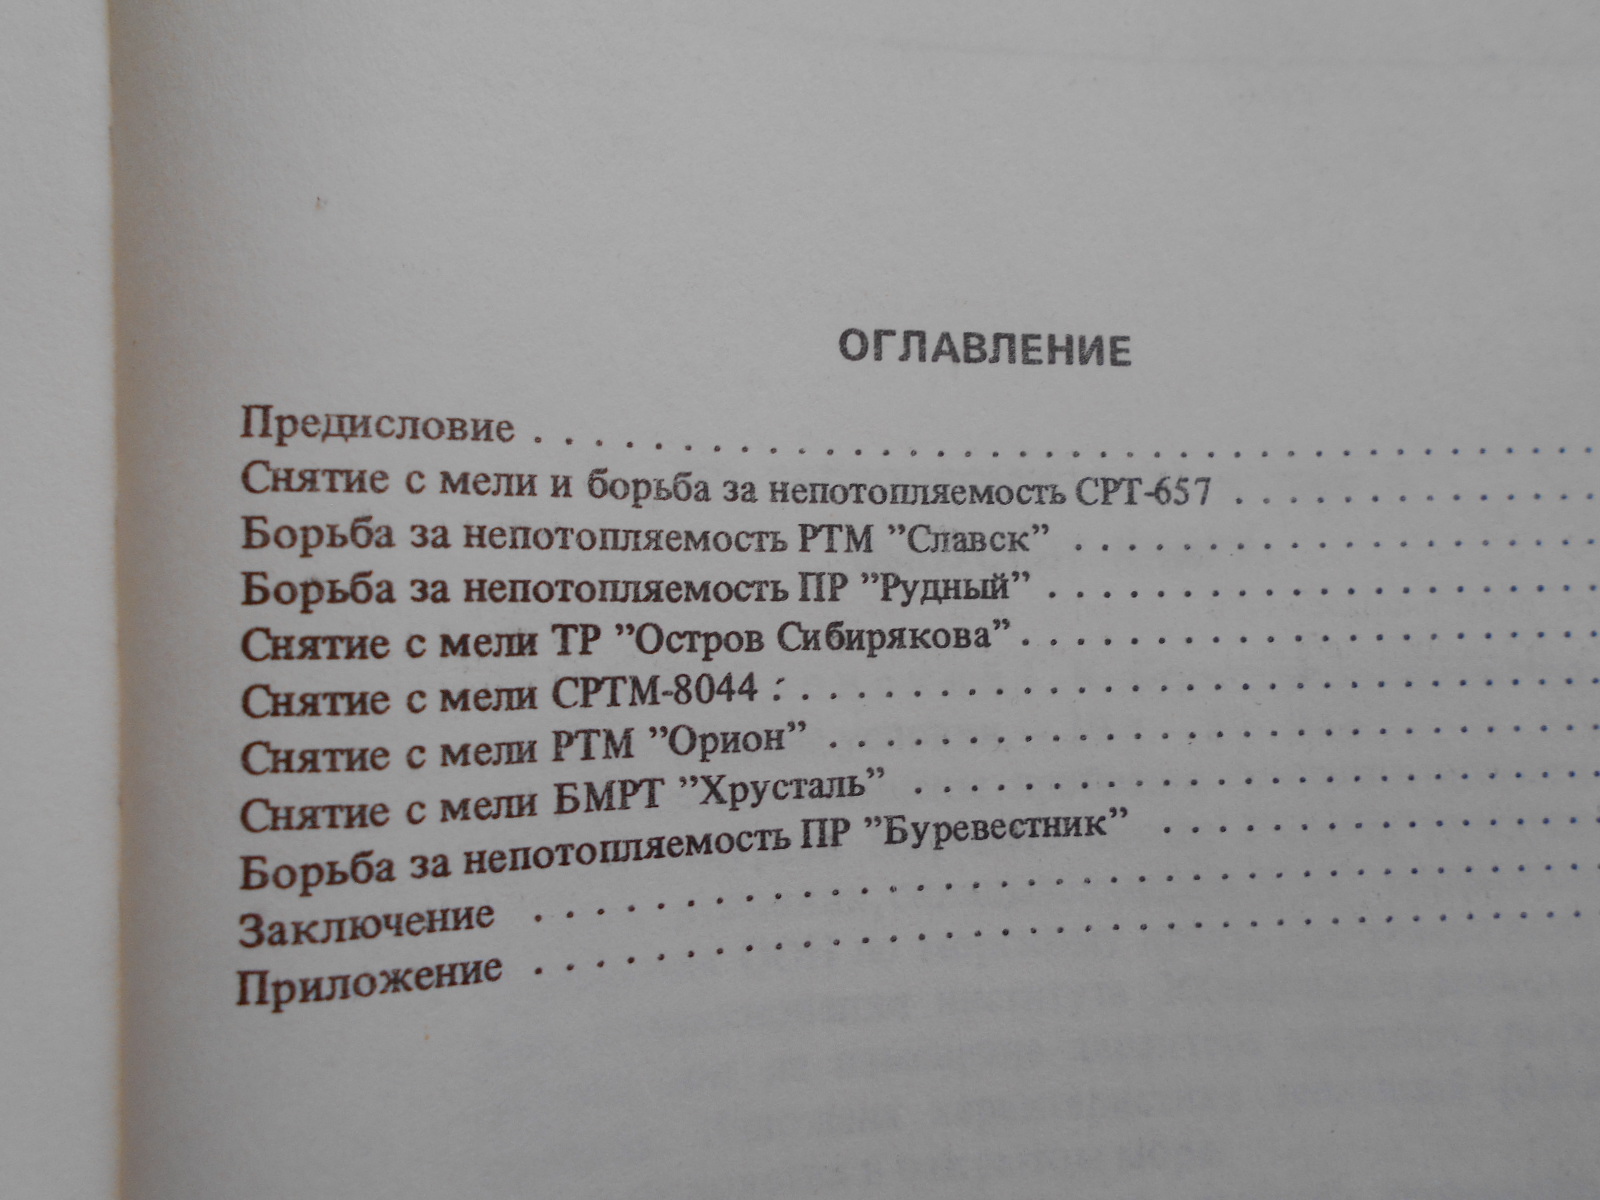 ОГЛАВЛЕНИЕ
Предисловие . . . . . . . . . . . . . . . . . . . . . . . . . . . . . . . . . . . .
Снятие с мели и борьба за непотопляемость СРТ-657 . . . . . . . . . . . . .
Борьба за непотопляемость РТМ "Славск" . . . . . . . . . . . . . . . . . .
Борьба за непотопляемость ПР "Рудный" . . . . . . . . . . . . . . . . . . .
Снятие с мели ТР "Остров Сибирякова" . . . . . . . . . . . . . . . . . . . .
Снятие с мели СРТМ-8044 : . . . . . . . . . . . . . . . . . . . . . . . . . . .
Снятие с мели РТМ "Орион" . . . . . . . . . . . . . . . . . . . . . . . . . .
Снятие с мели БМРТ "Хрусталь" . . . . . . . . . . . . . . . . . . . . . . .
Борьба за непотопляемость ПР "Буревестник" . . . . . . . . . . . . . . .
Заключение . . . . . . . . . . . . . . . . . . . . . . . . . . . . . . . . . . . .
Приложение . . . . . . . . . . . . . . . . . . . . . . . . . . . . . . . . . . . .